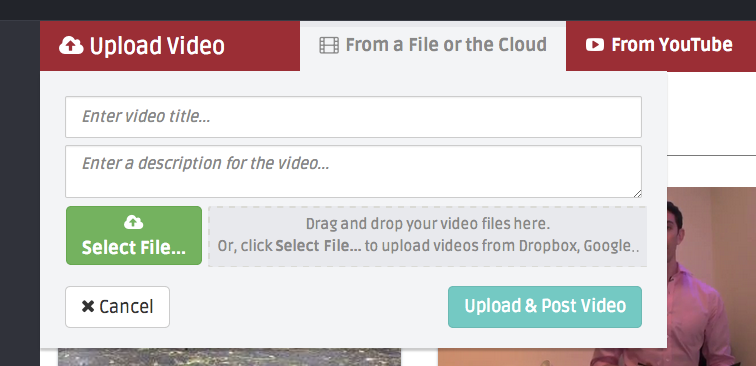 Upload Video
From a File or the Cloud
From YouTube
Enter video title...
Enter a description for the video...
Select File...
Drag and drop your video files here.
Or, click Select File... to upload videos from Dropbox, Google..
Cancel
Upload & Post Video